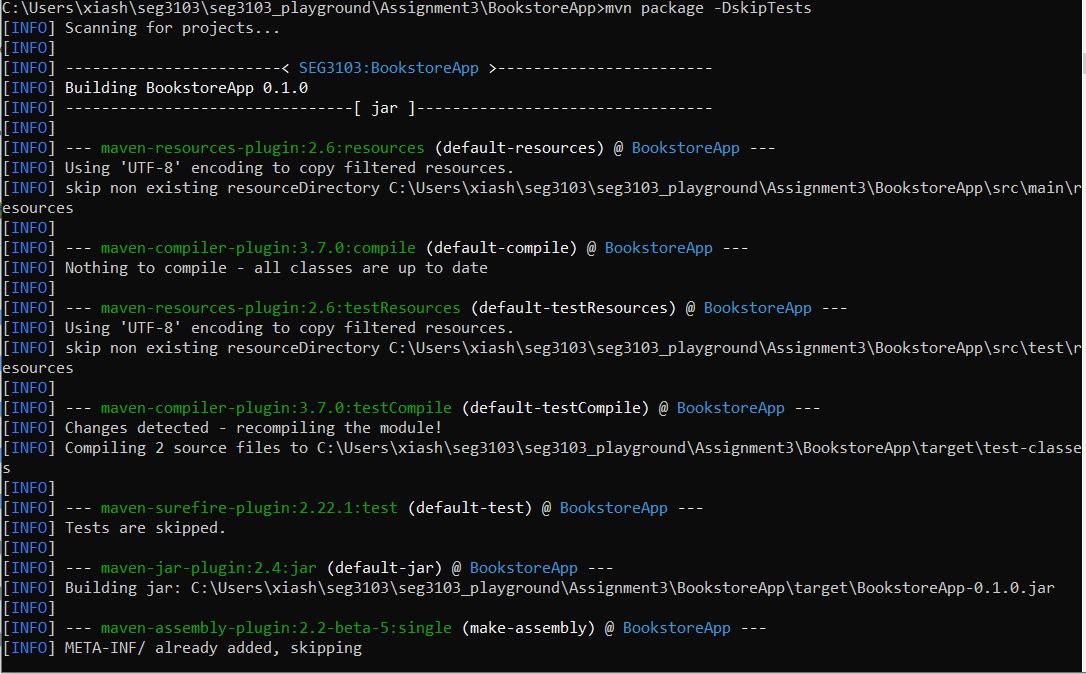 C:\Users\xiash\seg3103\seg3103_playground\Assignment3\BookstoreApp>mvn package -DskipTests
[INFO] Scanning for projects...
[INFO]
[INFO] ------------------------< SEG3103:BookstoreApp >------------------------
[INFO] Building BookstoreApp 0.1.0
[INFO] --------------------------------[ jar ]---------------------------------
[INFO]
[INFO] --- maven-resources-plugin:2.6:resources (default-resources) @ BookstoreApp ---
[INFO] Using 'UTF-8' encoding to copy filtered resources.
[INFO] skip non existing resourceDirectory C:\Users\xiash\seg3103\seg3103_playground\Assignment3\BookstoreApp\src\main\r
esources
[INFO]
[INFO] --- maven-compiler-plugin:3.7.0:compile (default-compile) @ BookstoreApp ---
[INFO] Nothing to compile - all classes are up to date
[INFO]
[INFO] --- maven-resources-plugin:2.6:testResources (default-testResources) @ BookstoreApp ---
[INFO] Using 'UTF-8' encoding to copy filtered resources.
[INFO] skip non existing resourceDirectory C:\Users\xiash\seg3103\seg3103_playground\Assignment3\BookstoreApp\src\test\r
esources
[INFO]
[INFO] --- maven-compiler-plugin:3.7.0:testCompile (default-testCompile) @ BookstoreApp ---
[INFO] Changes detected - recompiling the module!
[INFO] Compiling 2 source files to C:\Users\xiash\seg3103\seg3103_playground\Assignment3\BookstoreApp\target\test-classe
s
[INFO]
[INFO] --- maven-surefire-plugin:2.22.1:test (default-test) @ BookstoreApp ---
[INFO] Tests are skipped.
[INFO]
[INFO] --- maven-jar-plugin:2.4:jar (default-jar) @ BookstoreApp ---
[INFO] Building jar: C:\Users\xiash\seg3103\seg3103_playground\Assignment3\BookstoreApp\target\BookstoreApp-0.1.0.jar
[INFO]
[INFO] --- maven-assembly-plugin:2.2-beta-5:single (make-assembly) @ BookstoreApp ---
[INFO] META-INF/ already added, skipping